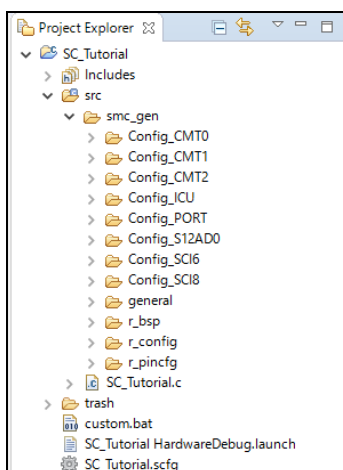 Project Explorer
SC_Tutorial
Includes
src
smc_gen
Config_CMT0
Config_CMT1
Config_CMT2
Config_ICU
Config_PORT
Config_S12AD0
Config_SCI6
Config_SCI8
general
r_bsp
r_config
r_pincfg
SC_Tutorial.c
trash
custom.bat
SC_Tutorial HardwareDebug.launch
SC_Tutorial.scfg